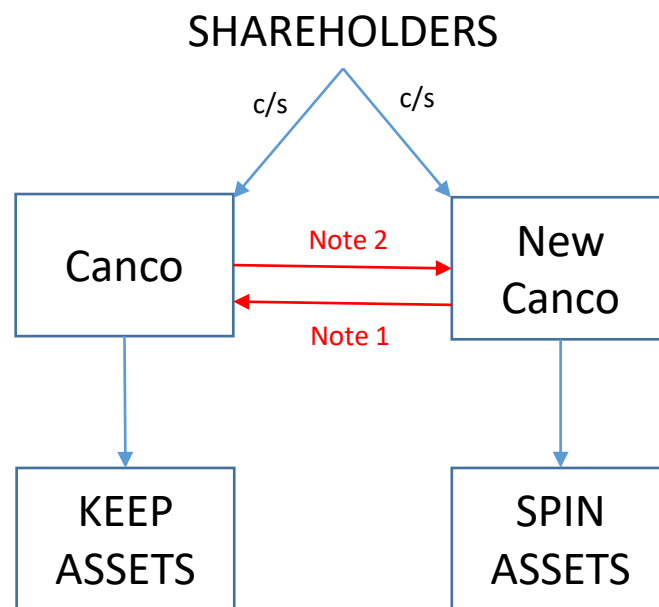 SHAREHOLDERS
c/s
c/s
Canco
Note 2
New
Canco
Note 1
KEEP
ASSETS
SPIN
ASSETS